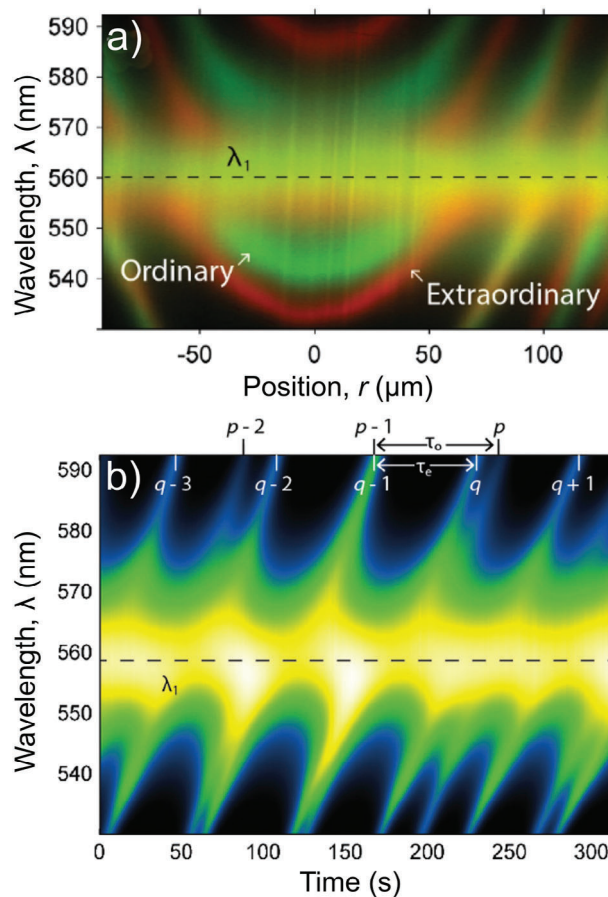 a)
Wavelength, λ (nm)
590
580
570
560
550
540
λ₁
Ordinary
Extraordinary
-50
0
50
100
Position, r (µm)
b)
p - 2
p - 1
p
τₒ
τₑ
q - 3
q - 2
q - 1
q
q + 1
Wavelength, λ (nm)
590
580
570
560
550
540
λ₁
0
50
100
150
200
250
300
Time (s)